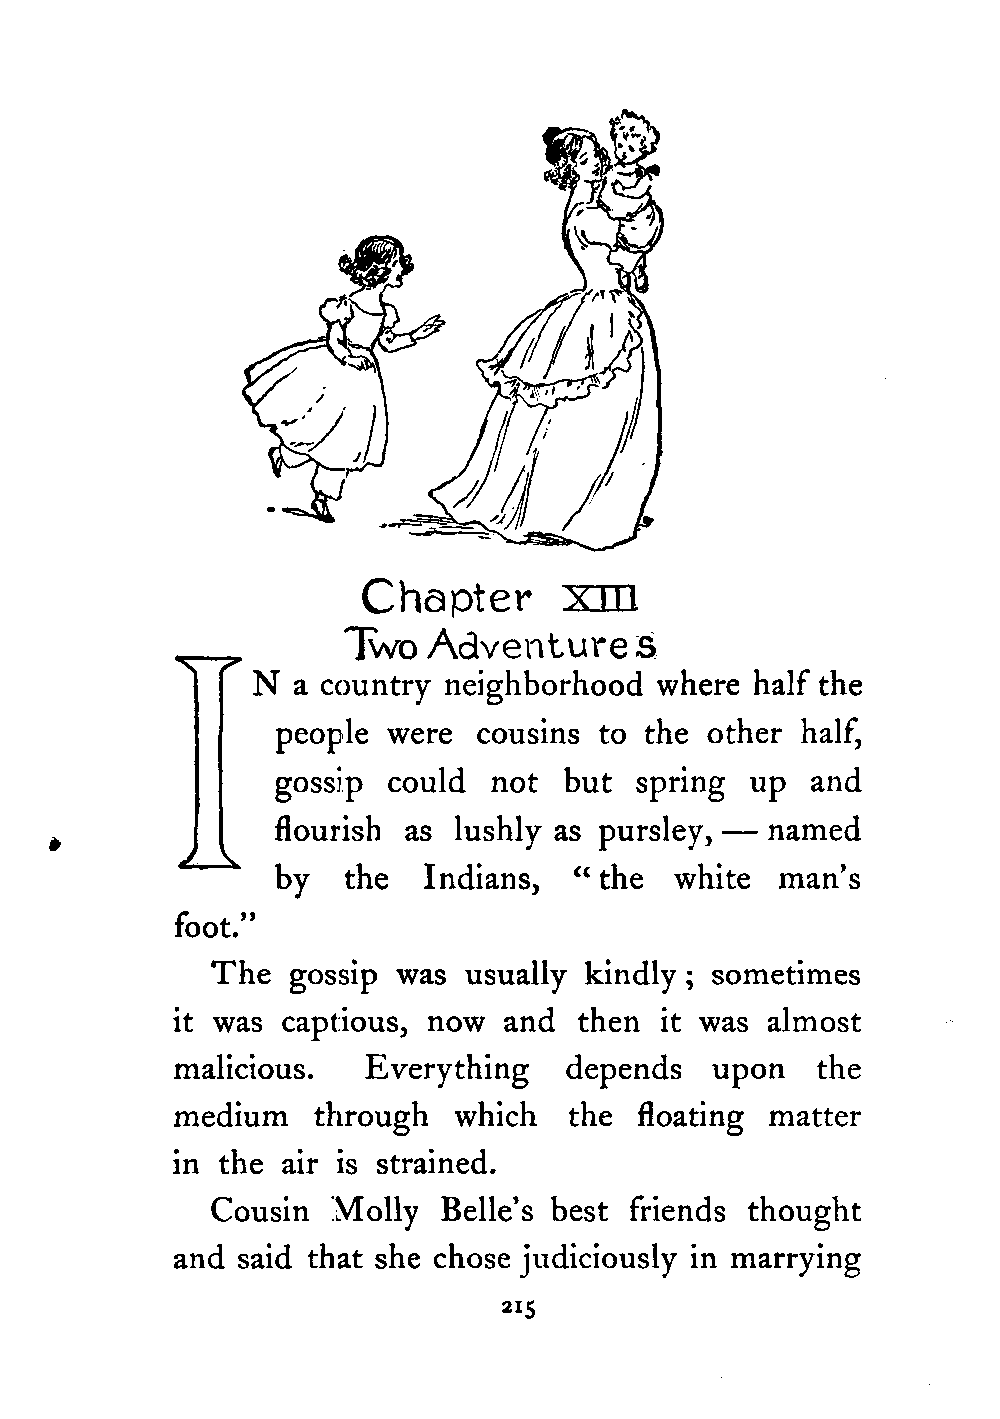 Chapter XIII
Two Adventures
IN a country neighborhood where half the
people were cousins to the other half,
gossip could not but spring up and
flourish as lushly as pursley, — named
by the Indians, “the white man’s
foot.”
The gossip was usually kindly; sometimes
it was captious, now and then it was almost
malicious. Everything depends upon the
medium through which the floating matter
in the air is strained.
Cousin Molly Belle’s best friends thought
and said that she chose judiciously in marrying
215